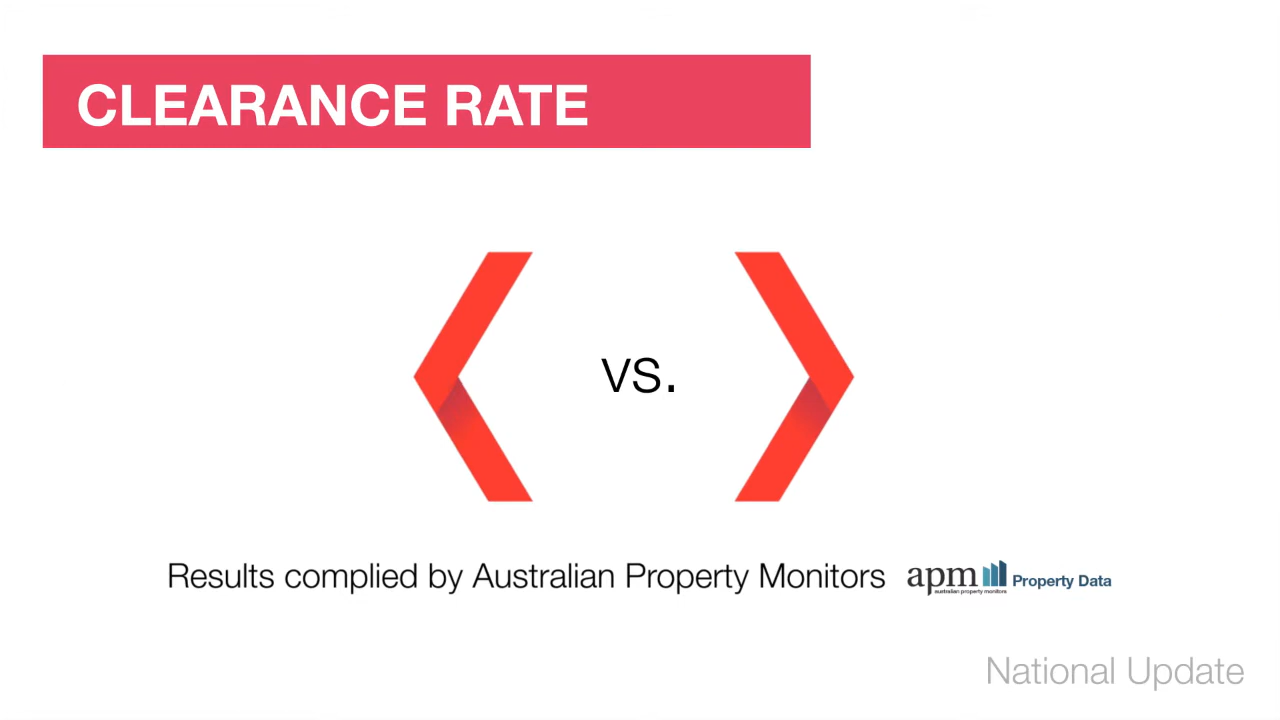 CLEARANCE RATE
vs.
Results complied by Australian Property Monitors
apm Property Data
australian property monitors
National Update